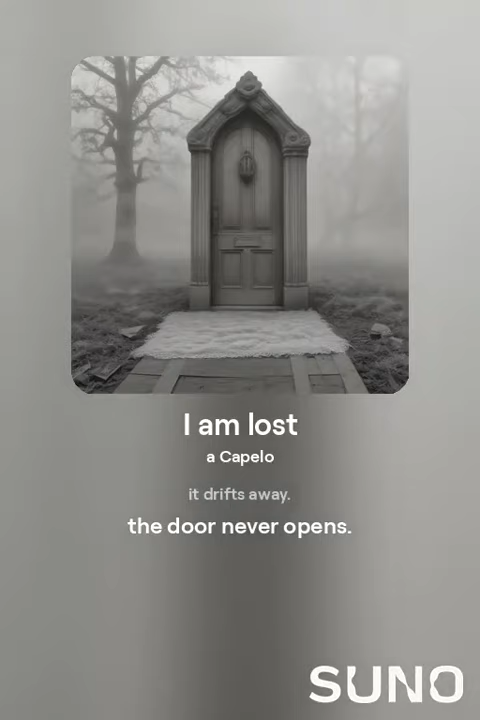 I am lost
a Capelo
it drifts away.
the door never opens.
SUNO